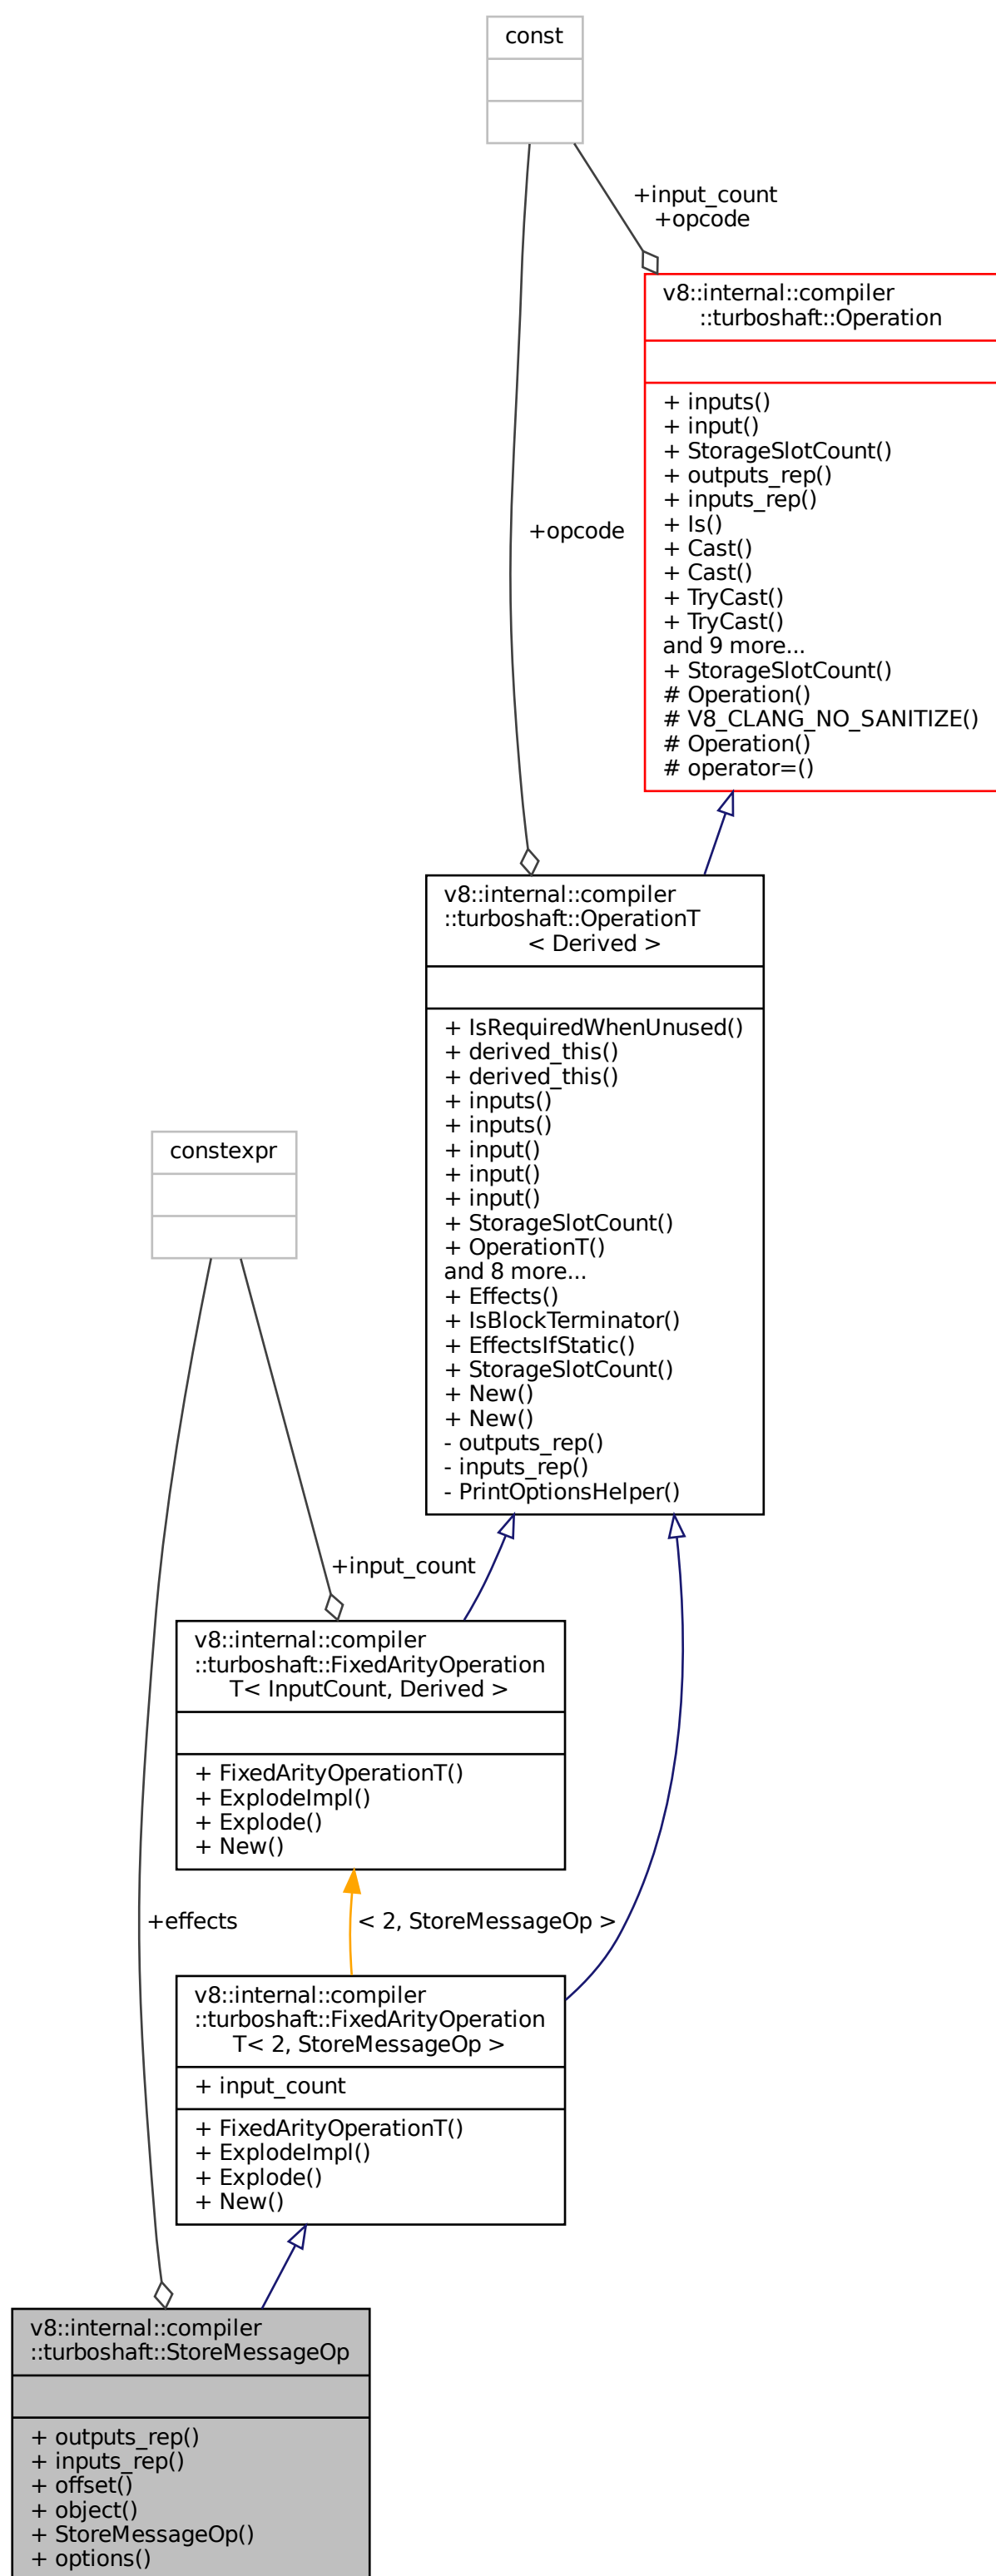 const
+input_count
+opcode
v8::internal::compiler
::turboshaft::Operation
+ inputs()
+ input()
+ StorageSlotCount()
+ outputs_rep()
+ inputs_rep()
+ Is()
+ Cast()
+ Cast()
+ TryCast()
+ TryCast()
and 9 more...
+ StorageSlotCount()
# Operation()
# V8_CLANG_NO_SANITIZE()
# Operation()
# operator=()
+opcode
v8::internal::compiler
::turboshaft::OperationT
< Derived >
+ IsRequiredWhenUnused()
+ derived_this()
+ derived_this()
+ inputs()
+ inputs()
+ input()
+ input()
+ input()
+ StorageSlotCount()
+ OperationT()
and 8 more...
+ Effects()
+ IsBlockTerminator()
+ EffectsIfStatic()
+ StorageSlotCount()
+ New()
+ New()
- outputs_rep()
- inputs_rep()
- PrintOptionsHelper()
constexpr
+input_count
v8::internal::compiler
::turboshaft::FixedArityOperation
T< InputCount, Derived >
+ FixedArityOperationT()
+ ExplodeImpl()
+ Explode()
+ New()
+effects
< 2, StoreMessageOp >
v8::internal::compiler
::turboshaft::FixedArityOperation
T< 2, StoreMessageOp >
+ input_count
+ FixedArityOperationT()
+ ExplodeImpl()
+ Explode()
+ New()
v8::internal::compiler
::turboshaft::StoreMessageOp
+ outputs_rep()
+ inputs_rep()
+ offset()
+ object()
+ StoreMessageOp()
+ options()